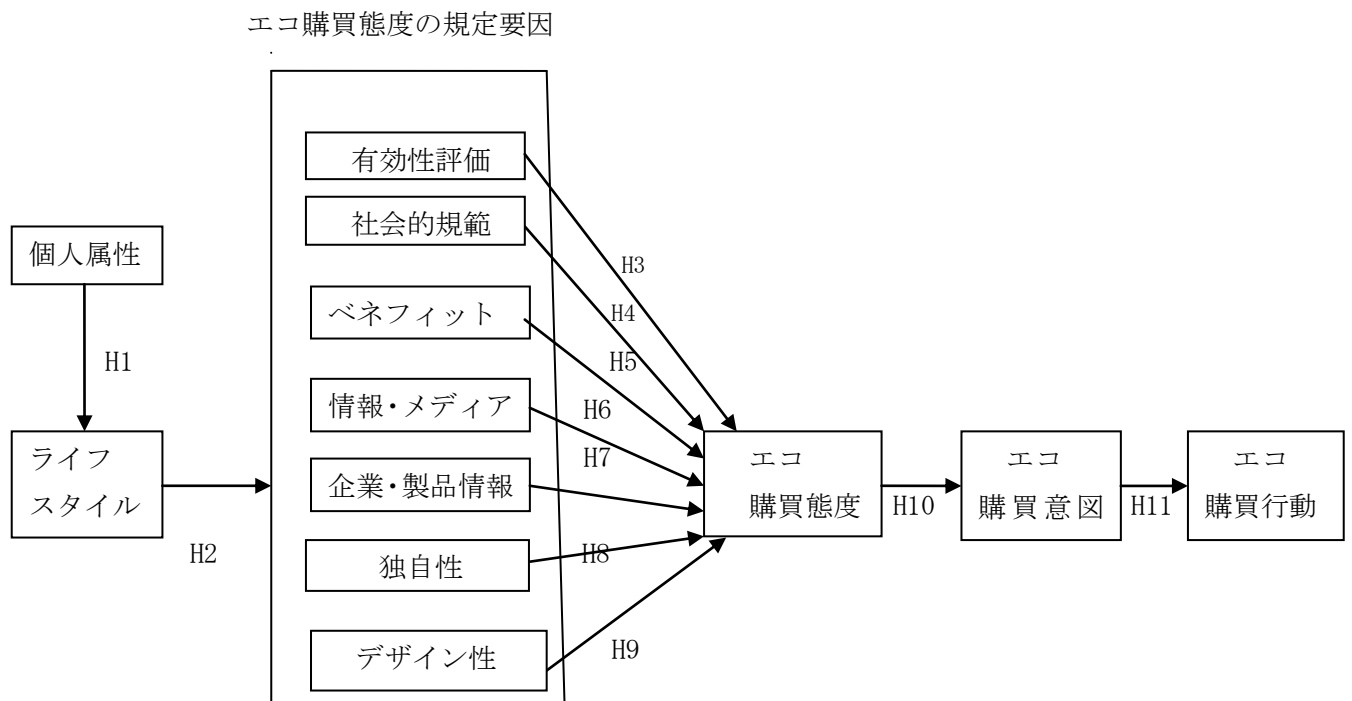 エコ購買態度の規定要因
有効性評価
社会的規範
個人属性
H3
H4
ベネフィット
H1
H5
情報・メディア
H6
ライフ
スタイル
H7
企業・製品情報
エコ
購買態度
H10
エコ
購買意図
H11
エコ
購買行動
H2
独自性
H8
デザイン性
H9